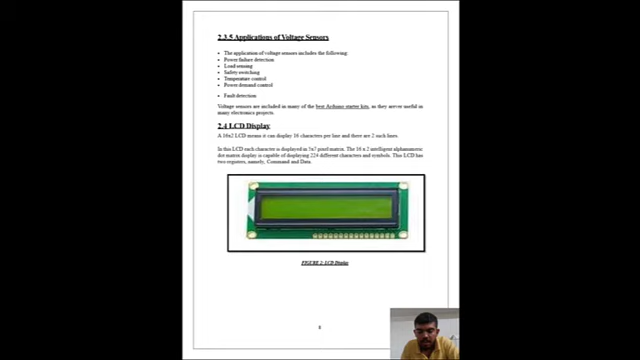 2.3.5 Applications of Voltage Sensors
• The application of voltage sensors includes the following:
• Power failure detection
• Load sensing
• Safety switching
• Temperature control
• Power demand control
• Fault detection
Voltage sensors are included in many of the best Arduino starter kits, as they are useful in
many electronics projects.
2.4 LCD Display
A 16x2 LCD means it can display 16 characters per line and there are 2 such lines.
In this LCD each character is displayed in 5x7 pixel matrix. The 16 x 2 intelligent alphanumeric
dot matrix display is capable of displaying 224 different characters and symbols. This LCD has
two registers, namely, Command and Data.
FIGURE 2: LCD Display
8